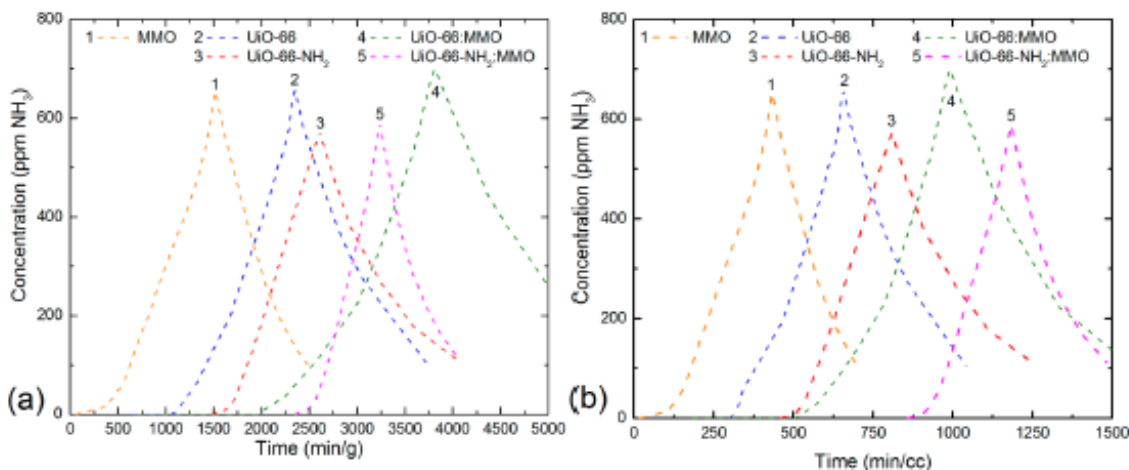 1 MMO 2 UiO-66 4 UiO-66:MMO
3 UiO-66-NH₂ 5 UiO-66-NH₂:MMO
800
600
400
200
0
Concentration (ppm NH₃)
1
2
3
5
4
0 500 1000 1500 2000 2500 3000 3500 4000 4500 5000
Time (min/g)
(a)
1 MMO 2 UiO-66 4 UiO-66:MMO
3 UiO-66-NH₂ 5 UiO-66-NH₂:MMO
800
600
400
200
0
Concentration (ppm NH₃)
1
2
3
4
5
0 250 500 750 1000 1250 1500
Time (min/cc)
(b)